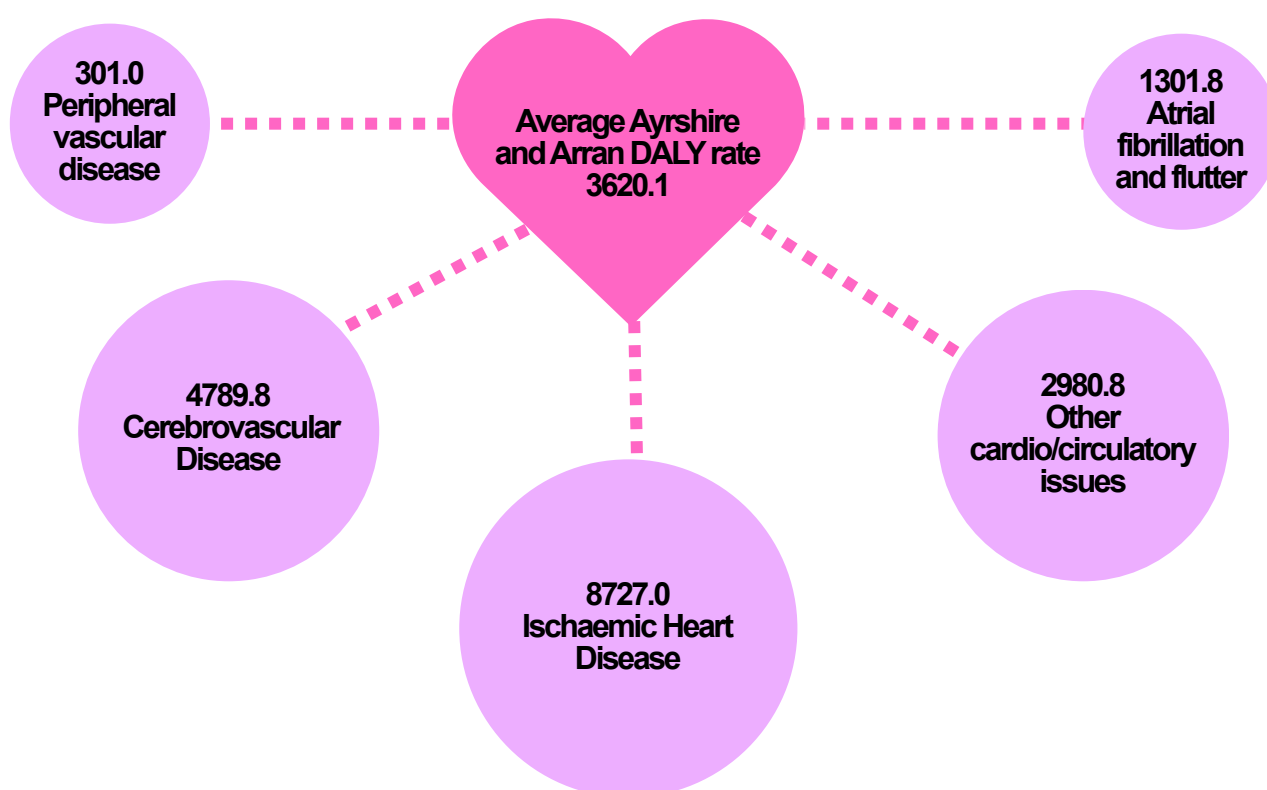 301.0
Peripheral
vascular
disease
Average Ayrshire
and Arran DALY rate
3620.1
1301.8
Atrial
fibrillation
and flutter
4789.8
Cerebrovascular
Disease
2980.8
Other
cardio/circulatory
issues
8727.0
Ischaemic Heart
Disease